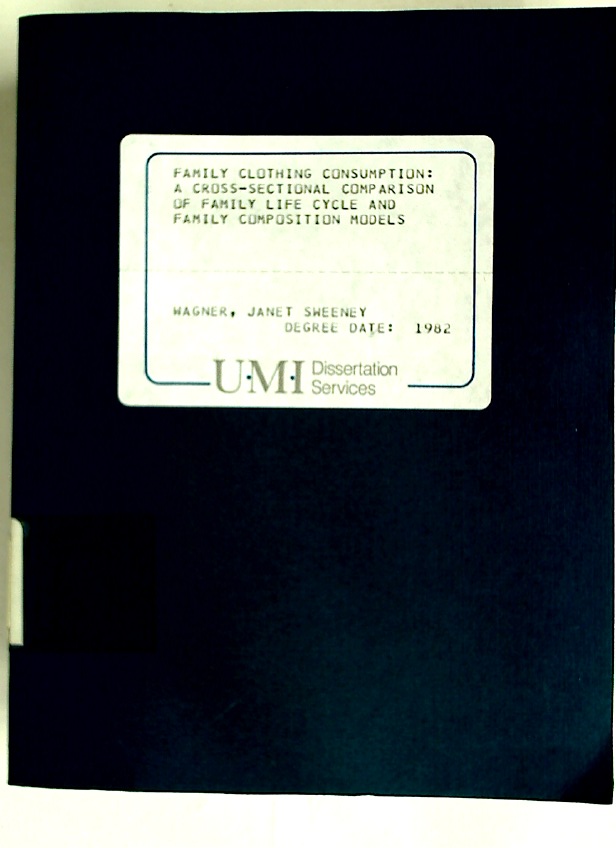 FAMILY CLOTHING CONSUMPTION:
A CROSS-SECTIONAL COMPARISON
OF FAMILY LIFE CYCLE AND
FAMILY COMPOSITION MODELS
WAGNER, JANET SWEENEY
DEGREE DATE: 1982
U·M·I Dissertation
Services